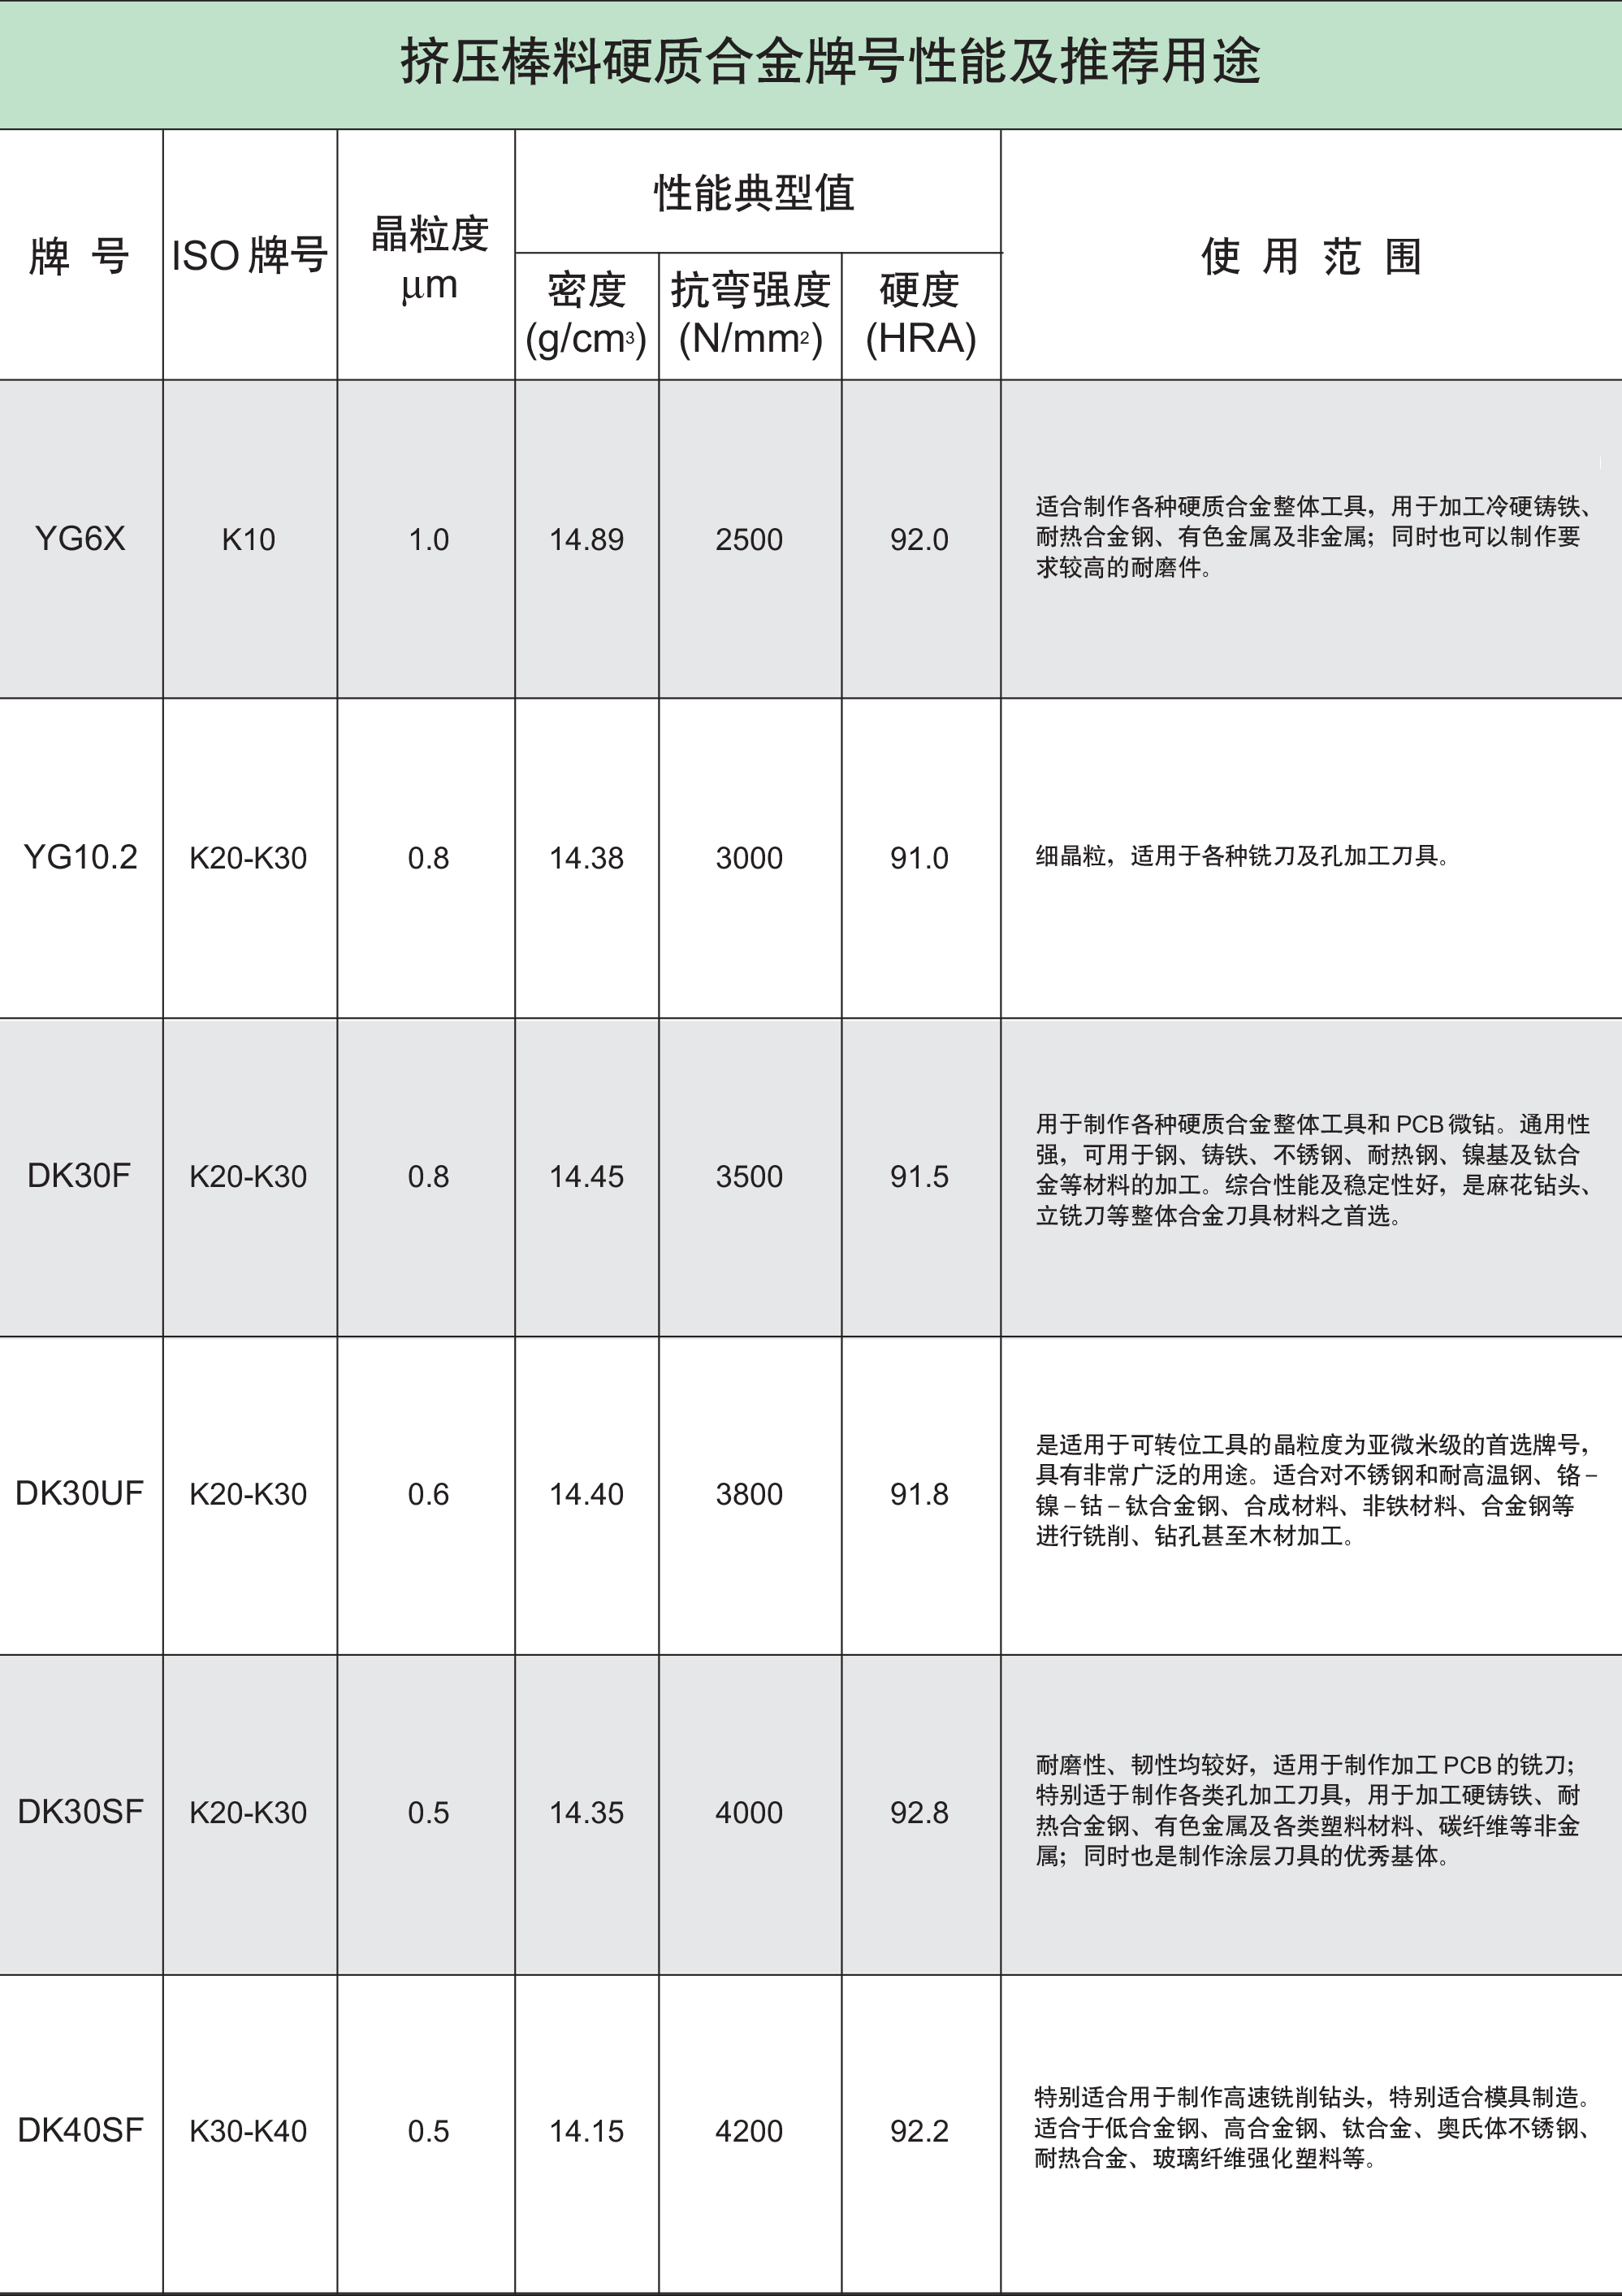 挤压棒料硬质合金牌号性能及推荐用途
牌 号
ISO 牌号
晶粒度
μm
性能典型值
密度
(g/cm³)
抗弯强度
(N/mm²)
硬度
(HRA)
使 用 范 围
YG6X
K10
1.0
14.89
2500
92.0
适合制作各种硬质合金整体工具，用于加工冷硬铸铁、
耐热合金钢、有色金属及非金属；同时也可以制作要
求较高的耐磨件。
YG10.2
K20-K30
0.8
14.38
3000
91.0
细晶粒，适用于各种铣刀及孔加工刀具。
DK30F
K20-K30
0.8
14.45
3500
91.5
用于制作各种硬质合金整体工具和 PCB 微钻。通用性
强，可用于钢、铸铁、不锈钢、耐热钢、镍基及钛合
金等材料的加工。综合性能及稳定性好，是麻花钻头、
立铣刀等整体合金刀具材料之首选。
DK30UF
K20-K30
0.6
14.40
3800
91.8
是适用于可转位工具的晶粒度为亚微米级的首选牌号，
具有非常广泛的用途。适合对不锈钢和耐高温钢、铬－
镍－钴－钛合金钢、合成材料、非铁材料、合金钢等
进行铣削、钻孔甚至木材加工。
DK30SF
K20-K30
0.5
14.35
4000
92.8
耐磨性、韧性均较好，适用于制作加工 PCB 的铣刀；
特别适于制作各类孔加工刀具，用于加工硬铸铁、耐
热合金钢、有色金属及各类塑料材料、碳纤维等非金
属；同时也是制作涂层刀具的优秀基体。
DK40SF
K30-K40
0.5
14.15
4200
92.2
特别适合用于制作高速铣削钻头，特别适合模具制造。
适合于低合金钢、高合金钢、钛合金、奥氏体不锈钢、
耐热合金、玻璃纤维强化塑料等。